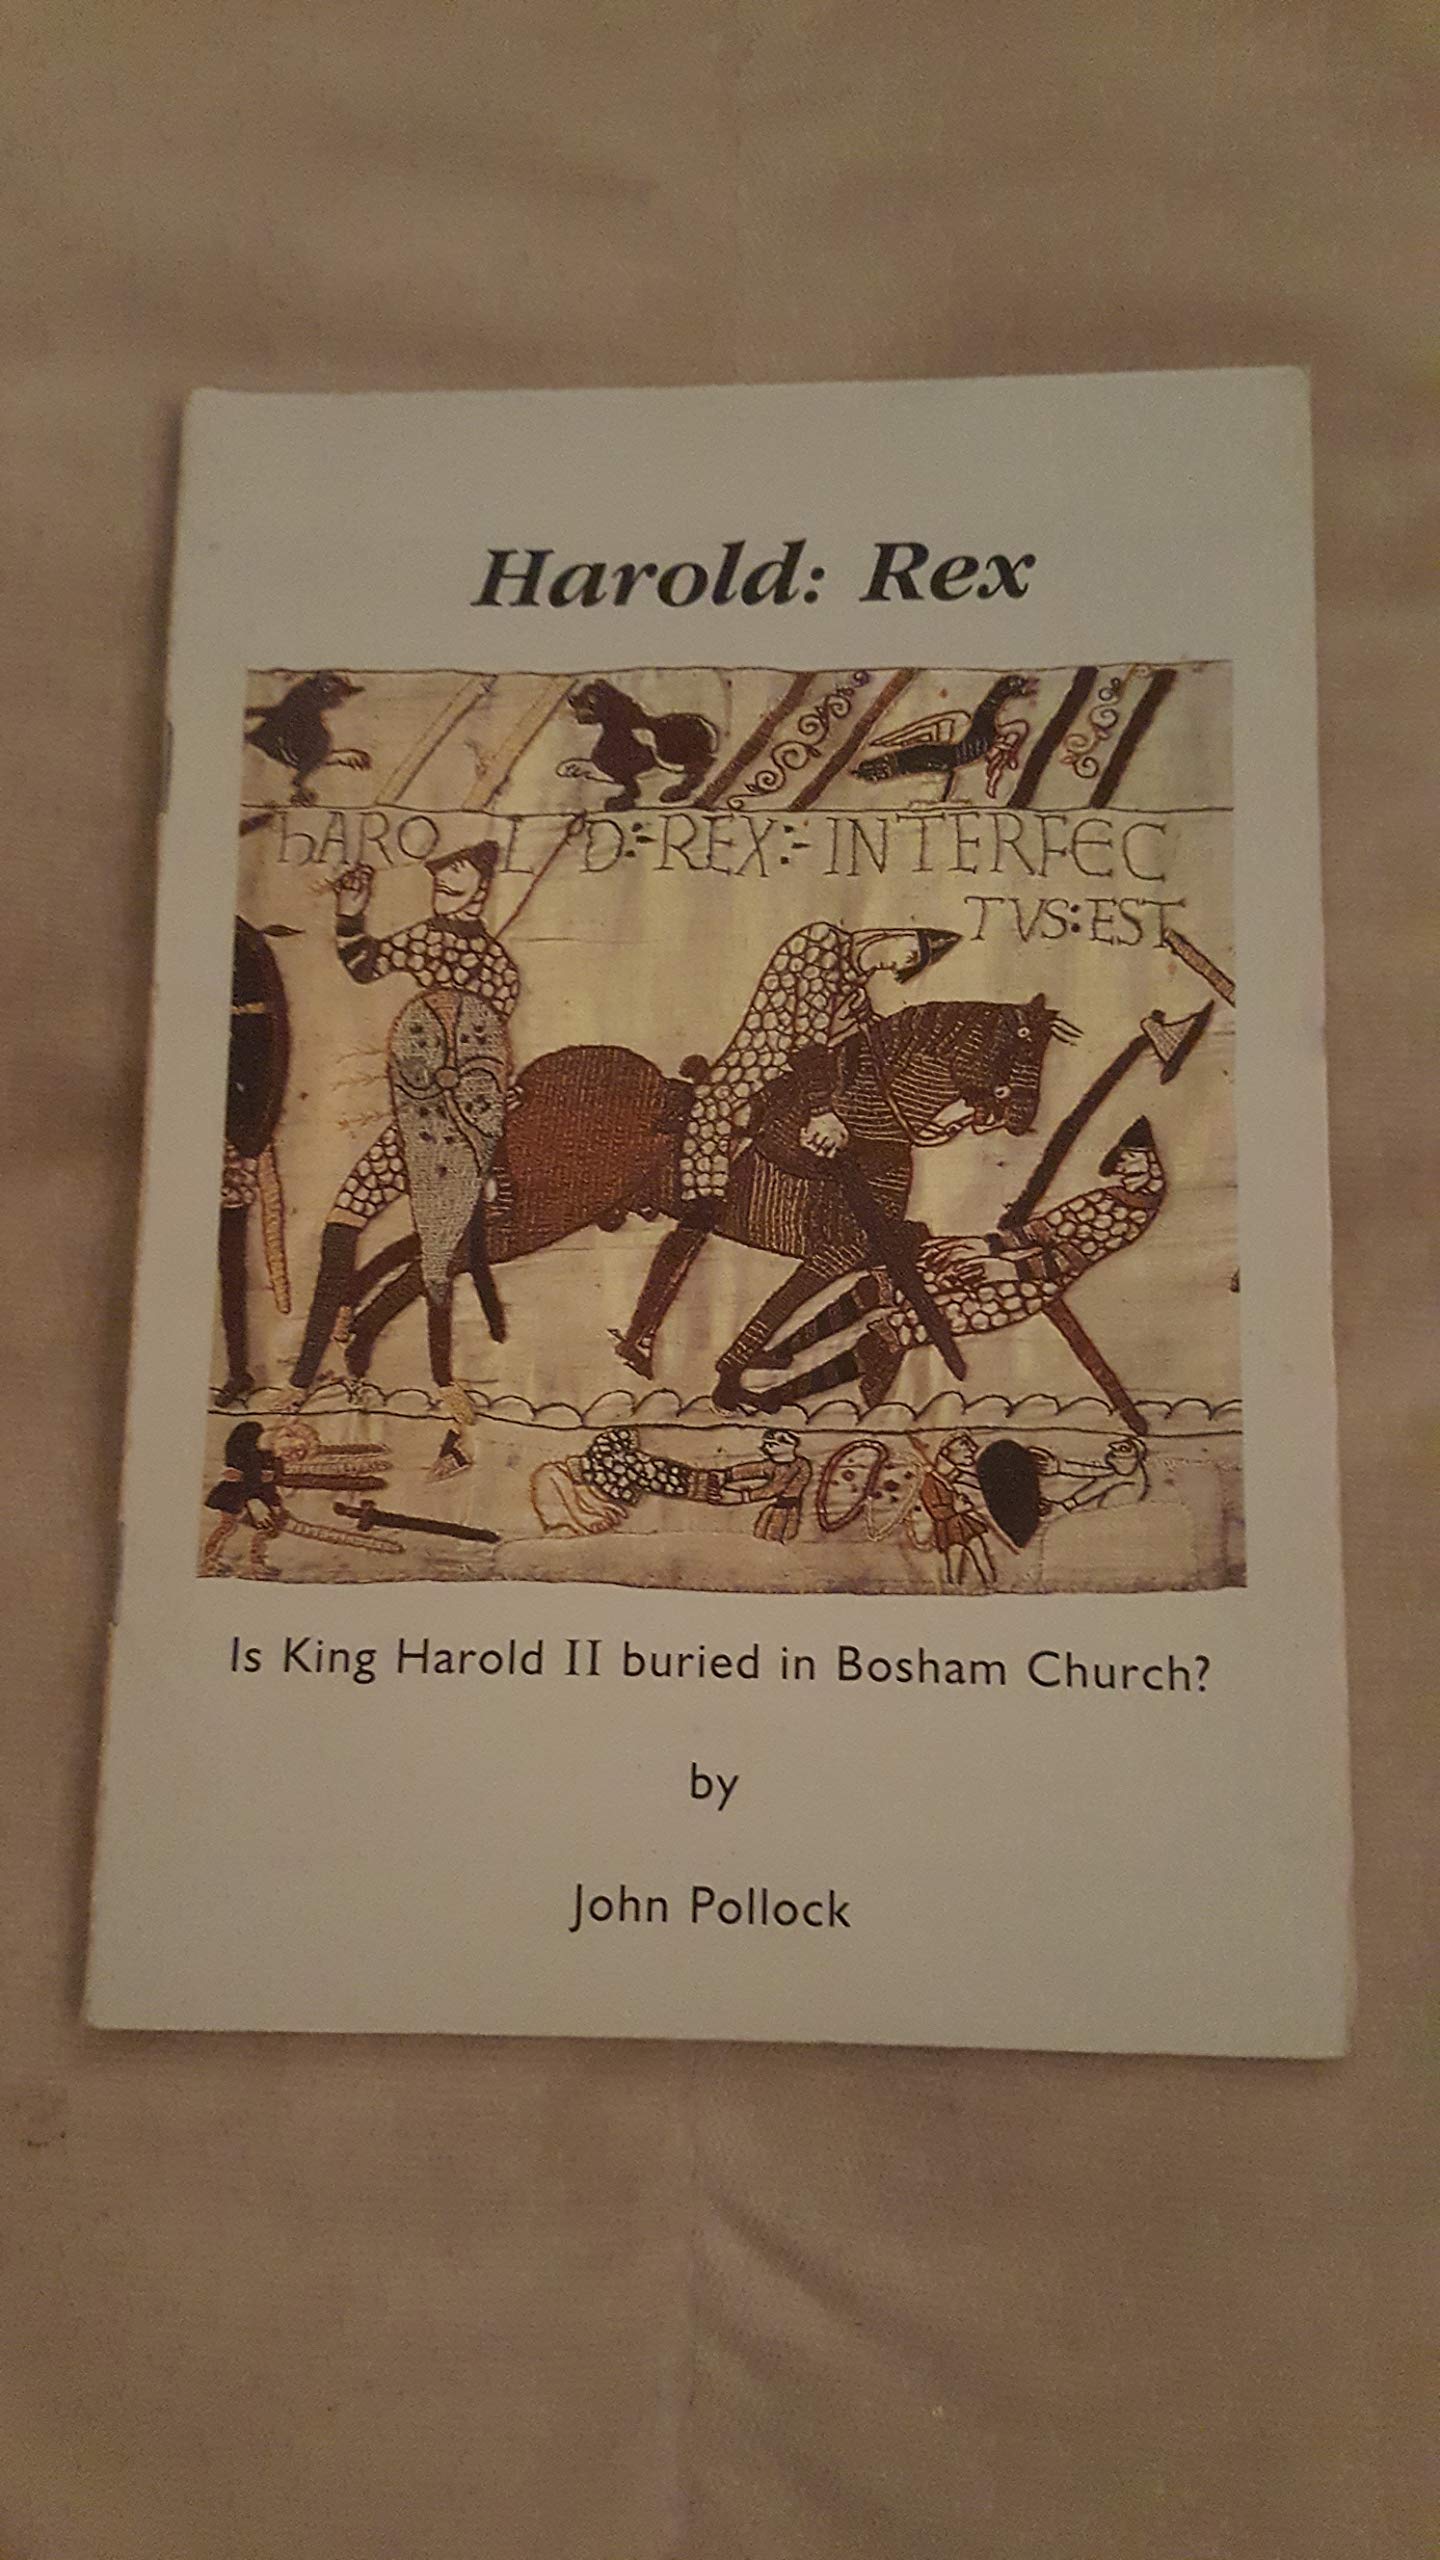 Harold: Rex
hARO L D:-REX:- INTERFEC
TVS:EST
Is King Harold II buried in Bosham Church?
by
John Pollock